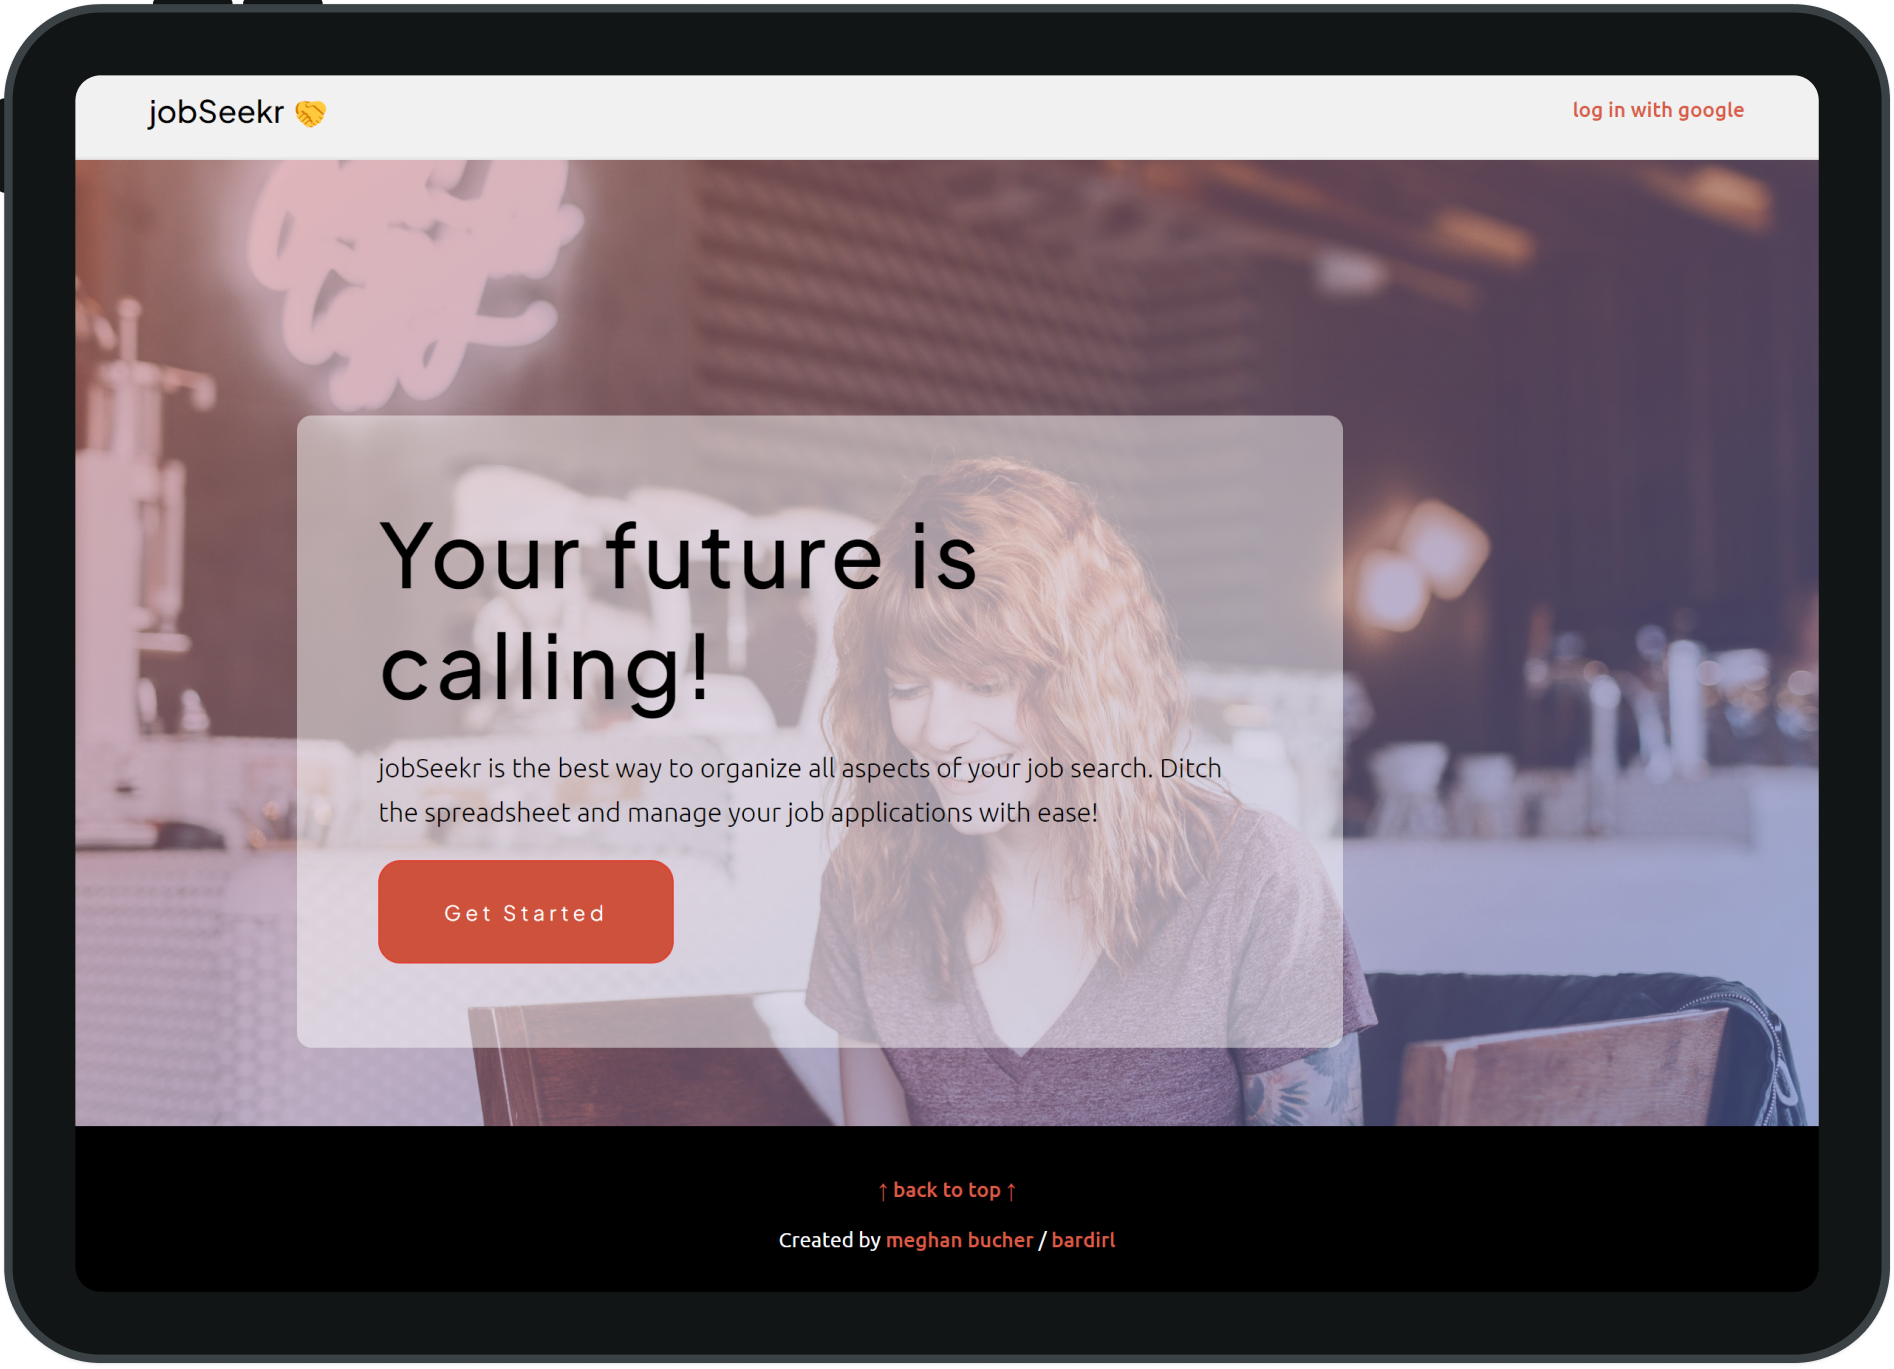 jobSeekr 🤝
log in with google
Your future is
calling!
jobSeekr is the best way to organize all aspects of your job search. Ditch
the spreadsheet and manage your job applications with ease!
Get Started
↑ back to top ↑
Created by meghan bucher / bardirl